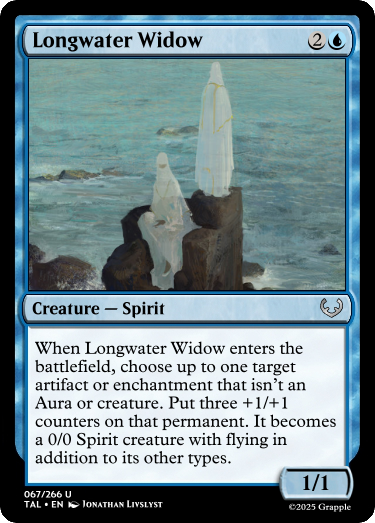 Longwater Widow 2
Creature — Spirit
When Longwater Widow enters the
battlefield, choose up to one target
artifact or enchantment that isn't an
Aura or creature. Put three +1/+1
counters on that permanent. It becomes
a 0/0 Spirit creature with flying in
addition to its other types.
1/1
067/266 U
TAL • EN Jonathan Livslyst
©2025 Grapple